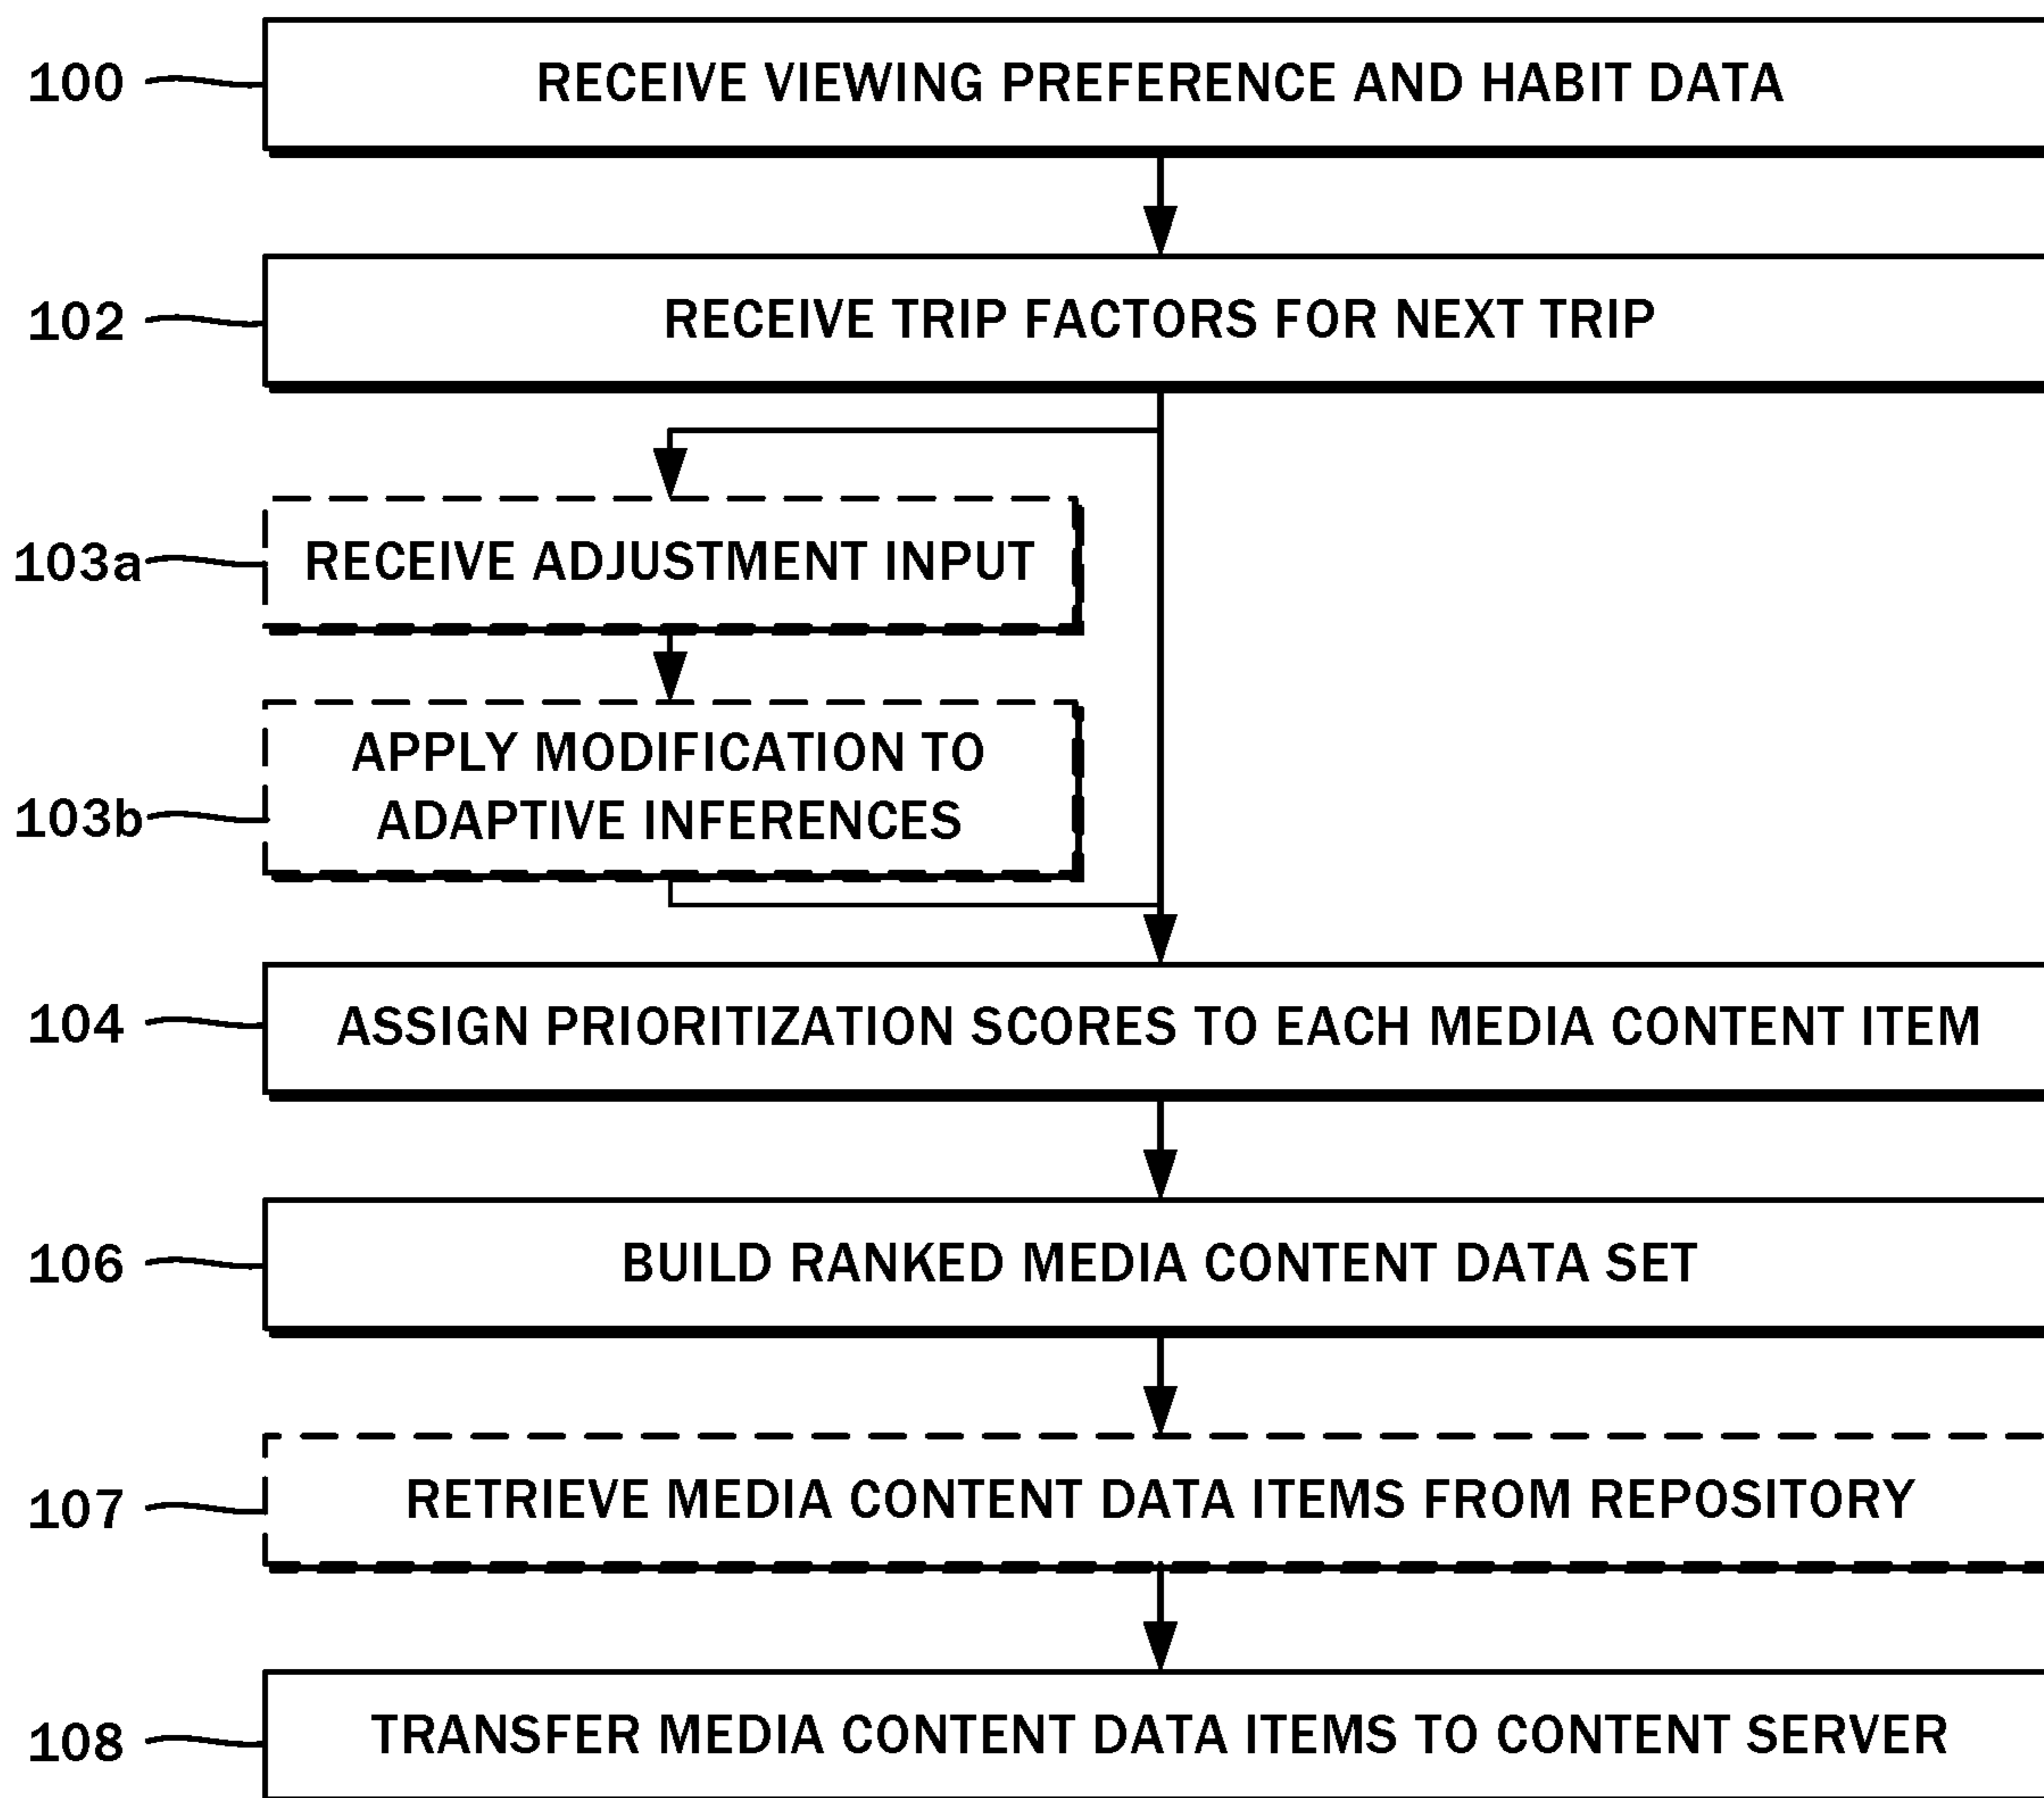 100 RECEIVE VIEWING PREFERENCE AND HABIT DATA
102 RECEIVE TRIP FACTORS FOR NEXT TRIP
103a RECEIVE ADJUSTMENT INPUT
APPLY MODIFICATION TO
103b ADAPTIVE INFERENCES
104 ASSIGN PRIORITIZATION SCORES TO EACH MEDIA CONTENT ITEM
106 BUILD RANKED MEDIA CONTENT DATA SET
107 RETRIEVE MEDIA CONTENT DATA ITEMS FROM REPOSITORY
108 TRANSFER MEDIA CONTENT DATA ITEMS TO CONTENT SERVER